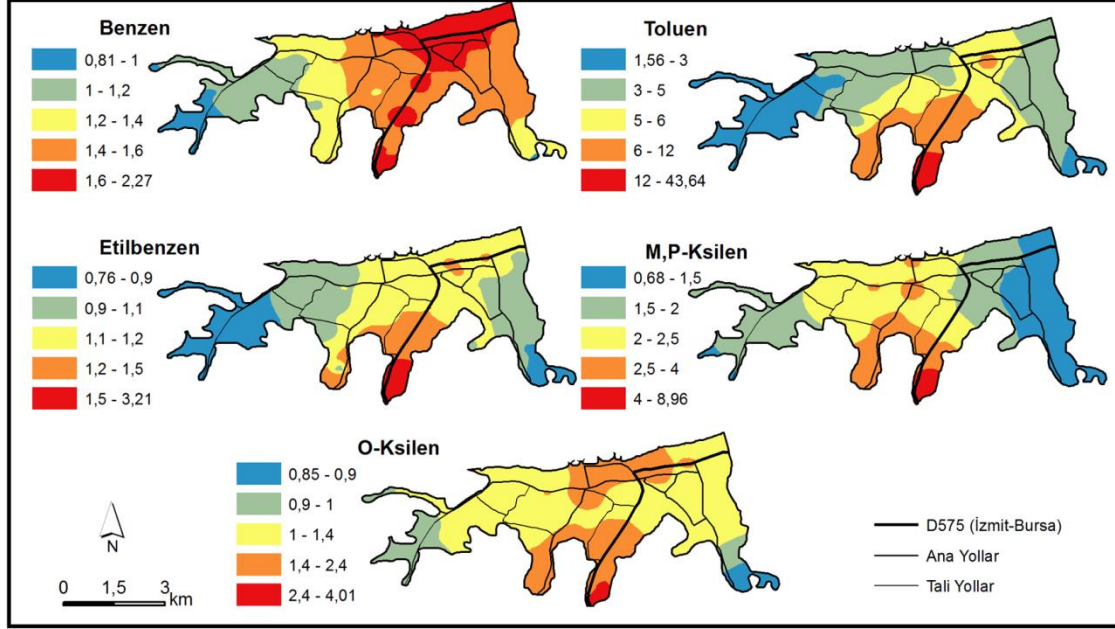 Benzen
0,81 - 1
1 - 1,2
1,2 - 1,4
1,4 - 1,6
1,6 - 2,27
Toluen
1,56 - 3
3 - 5
5 - 6
6 - 12
12 - 43,64
Etilbenzen
0,76 - 0,9
0,9 - 1,1
1,1 - 1,2
1,2 - 1,5
1,5 - 3,21
M,P-Ksilen
0,68 - 1,5
1,5 - 2
2 - 2,5
2,5 - 4
4 - 8,96
O-Ksilen
0,85 - 0,9
0,9 - 1
1 - 1,4
1,4 - 2,4
2,4 - 4,01
N
0 1,5 3
km
D575 (İzmit-Bursa)
Ana Yollar
Tali Yollar